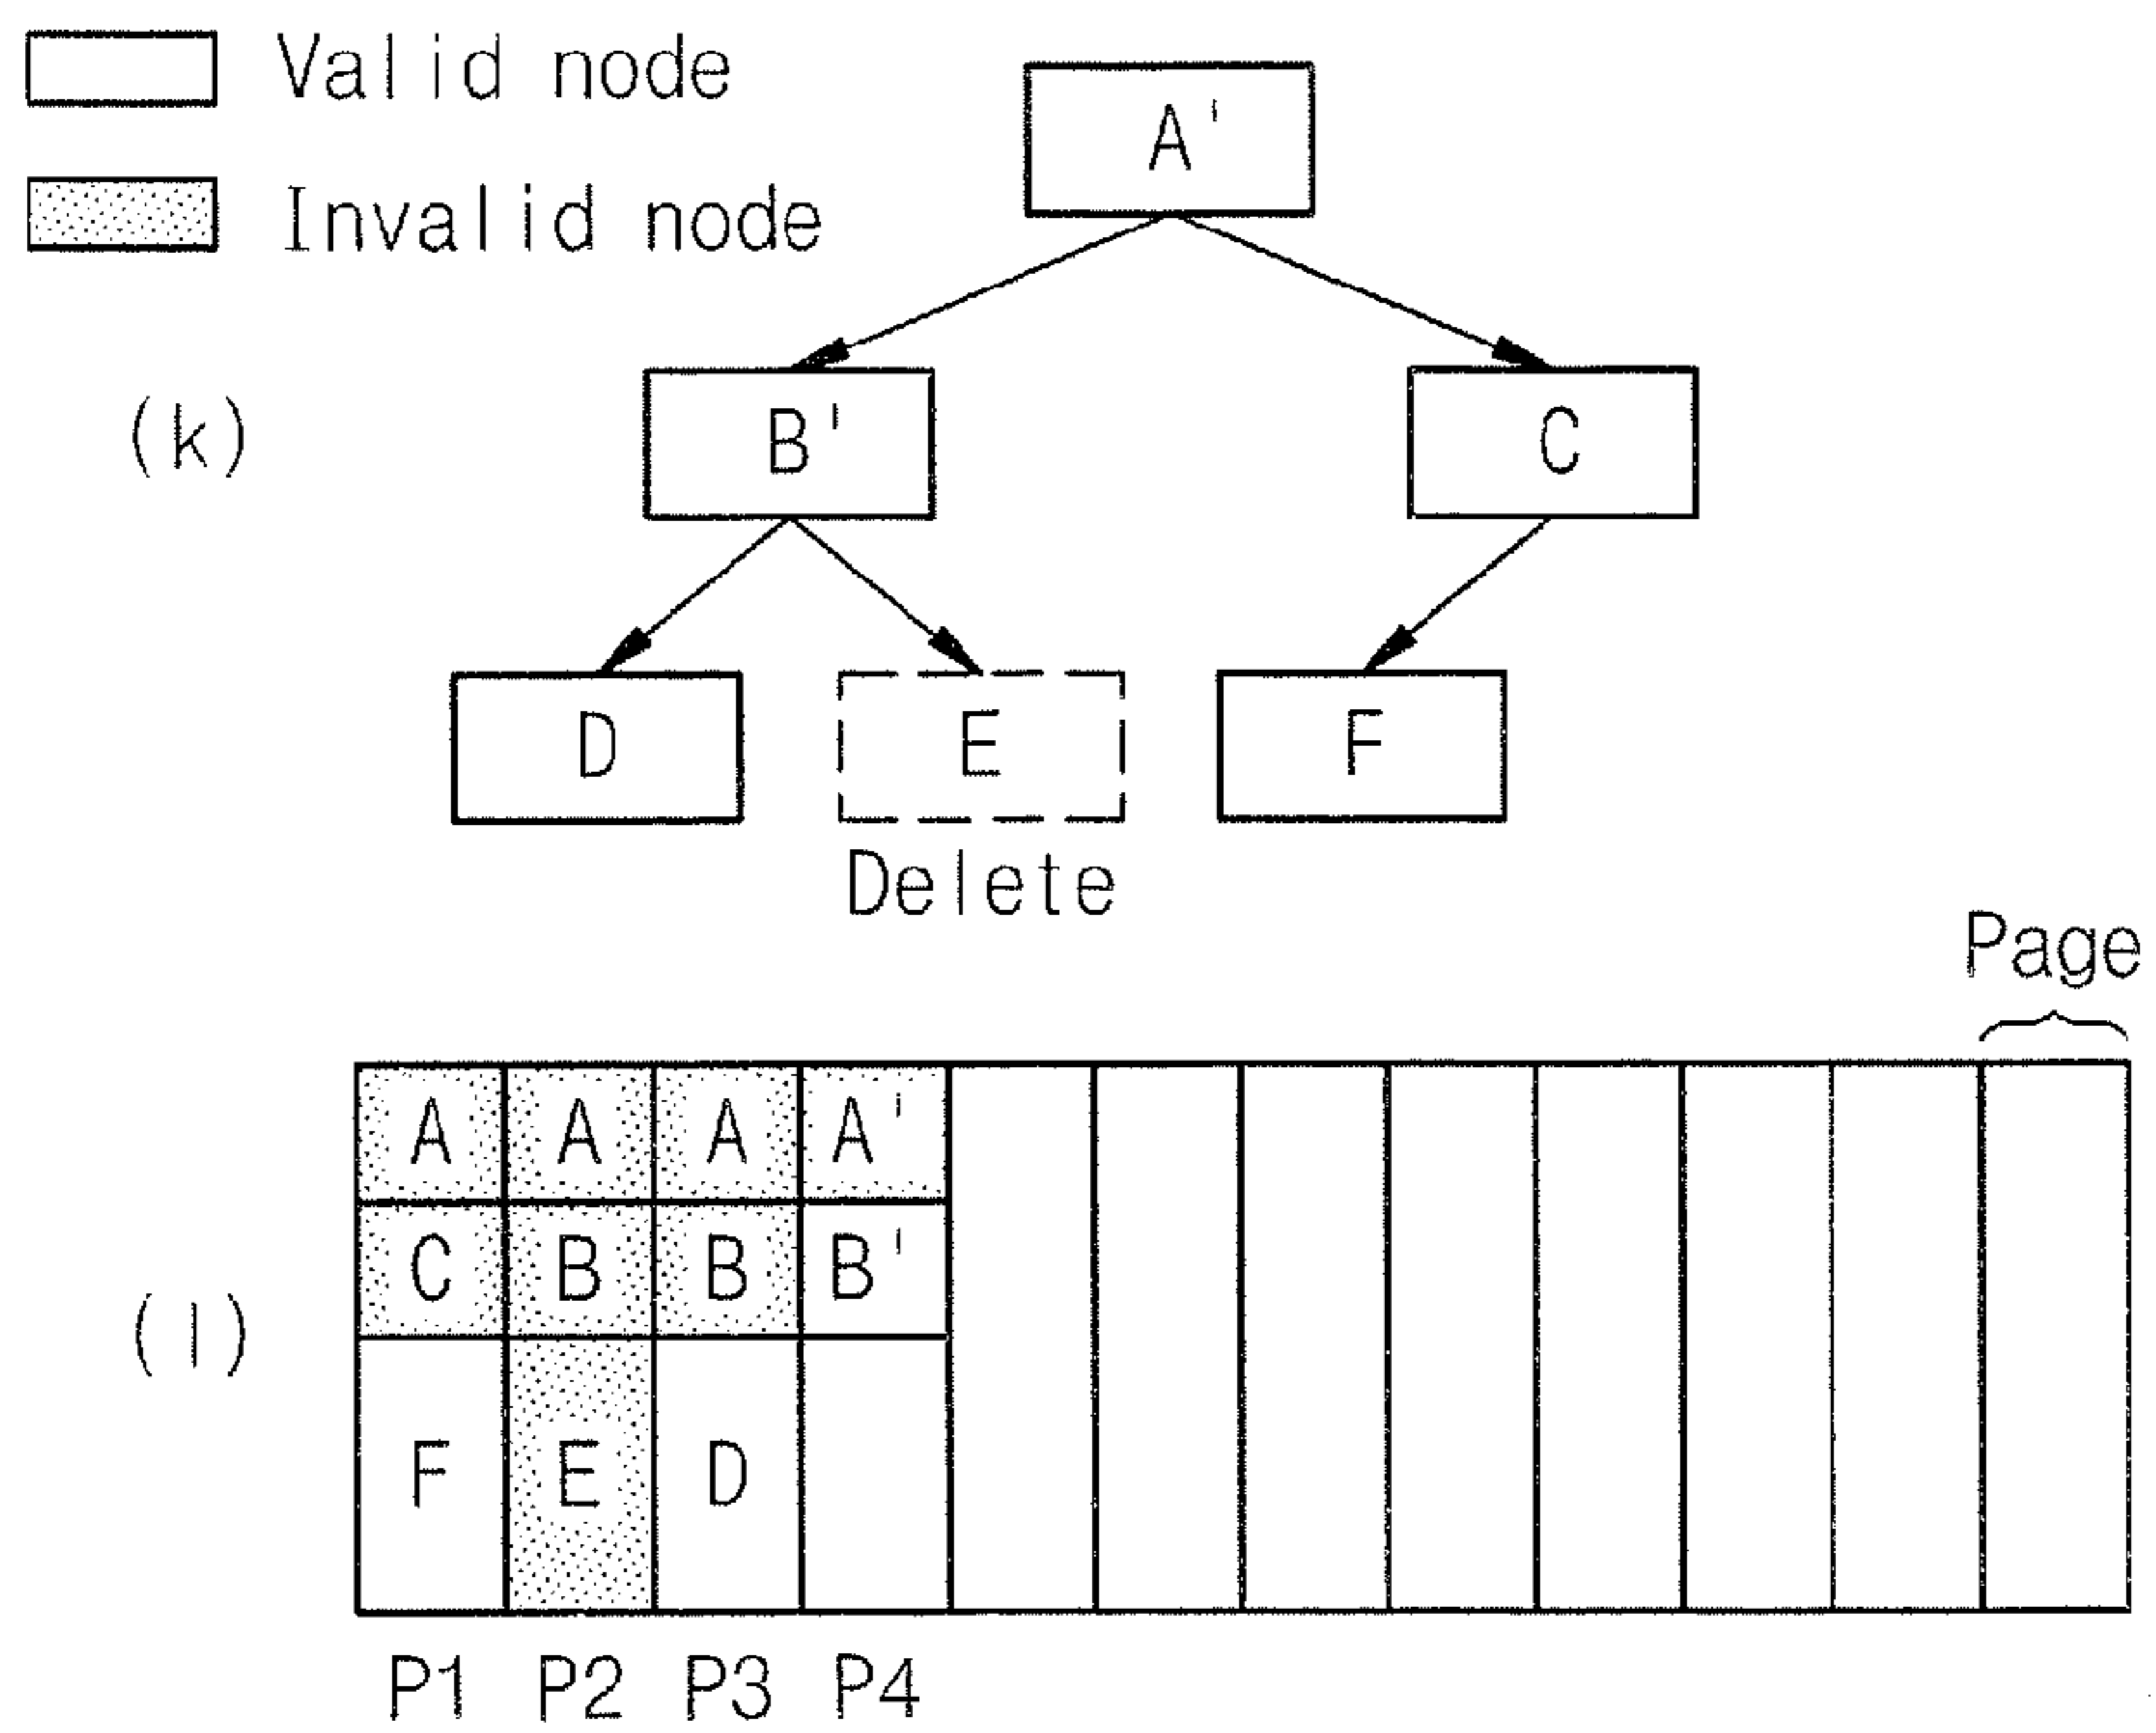 Valid node
Invalid node
A'
(k)
B'
C
D
E
F
Delete
Page
A A A A'
C B B B'
(l)
F E D
P1 P2 P3 P4